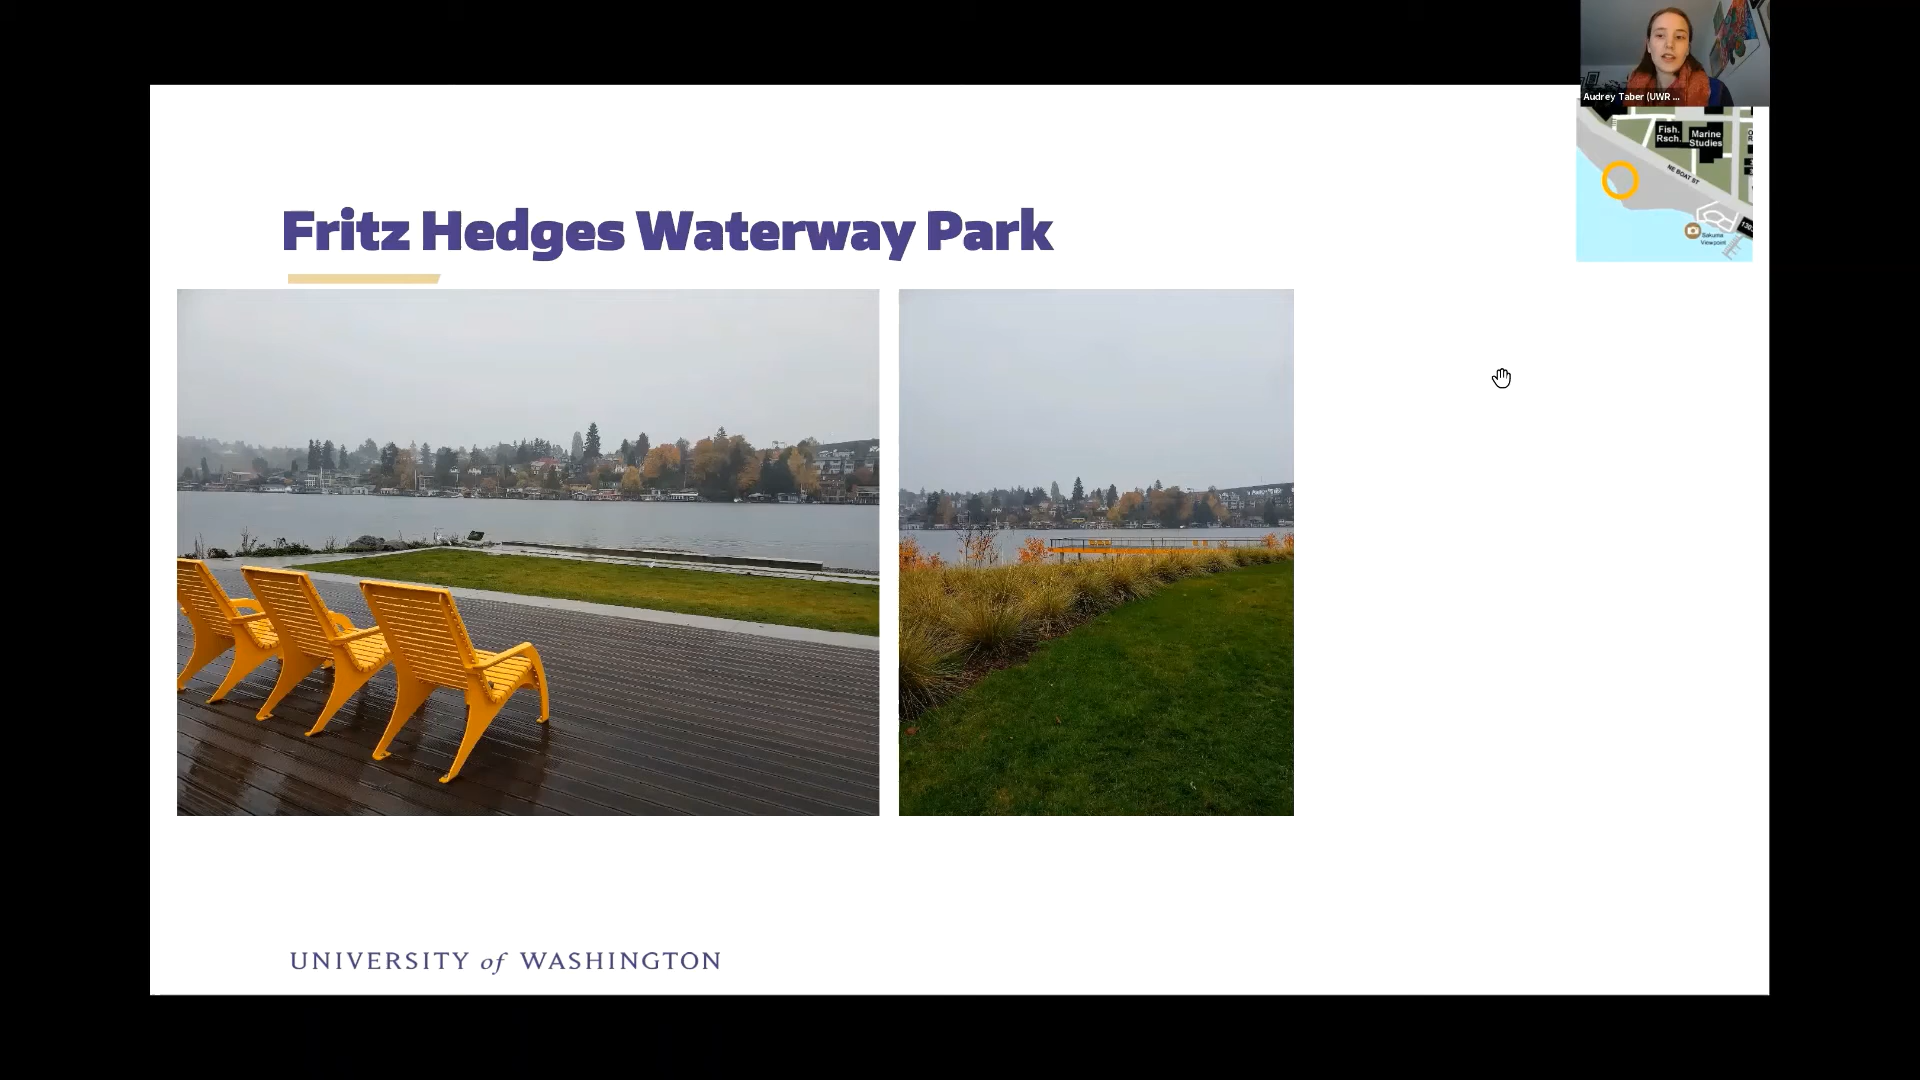 Audrey Taber (UWR ...
Fish.
Rsch.
Marine
Studies
NE BOAT ST
Sakuma
Viewpoint
Fritz Hedges Waterway Park
UNIVERSITY of WASHINGTON